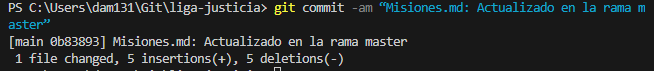 PS C:\Users\dam131\Git\liga-justicia> git commit -am “Misiones.md: Actualizado en la rama m
aster”
[main 0b83893] Misiones.md: Actualizado en la rama master
 1 file changed, 5 insertions(+), 5 deletions(-)